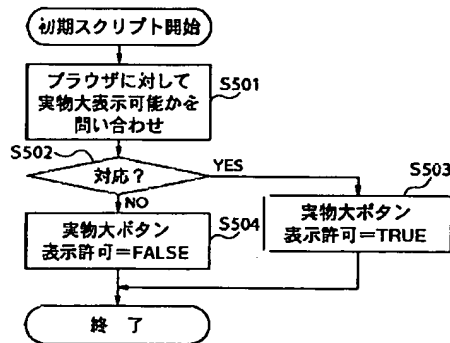 初期スクリプト開始
ブラウザに対して
実物大表示可能かを
問い合わせ
S501
S502
対応?
YES
NO
S503
実物大ボタン
表示許可=TRUE
S504
実物大ボタン
表示許可=FALSE
終 了